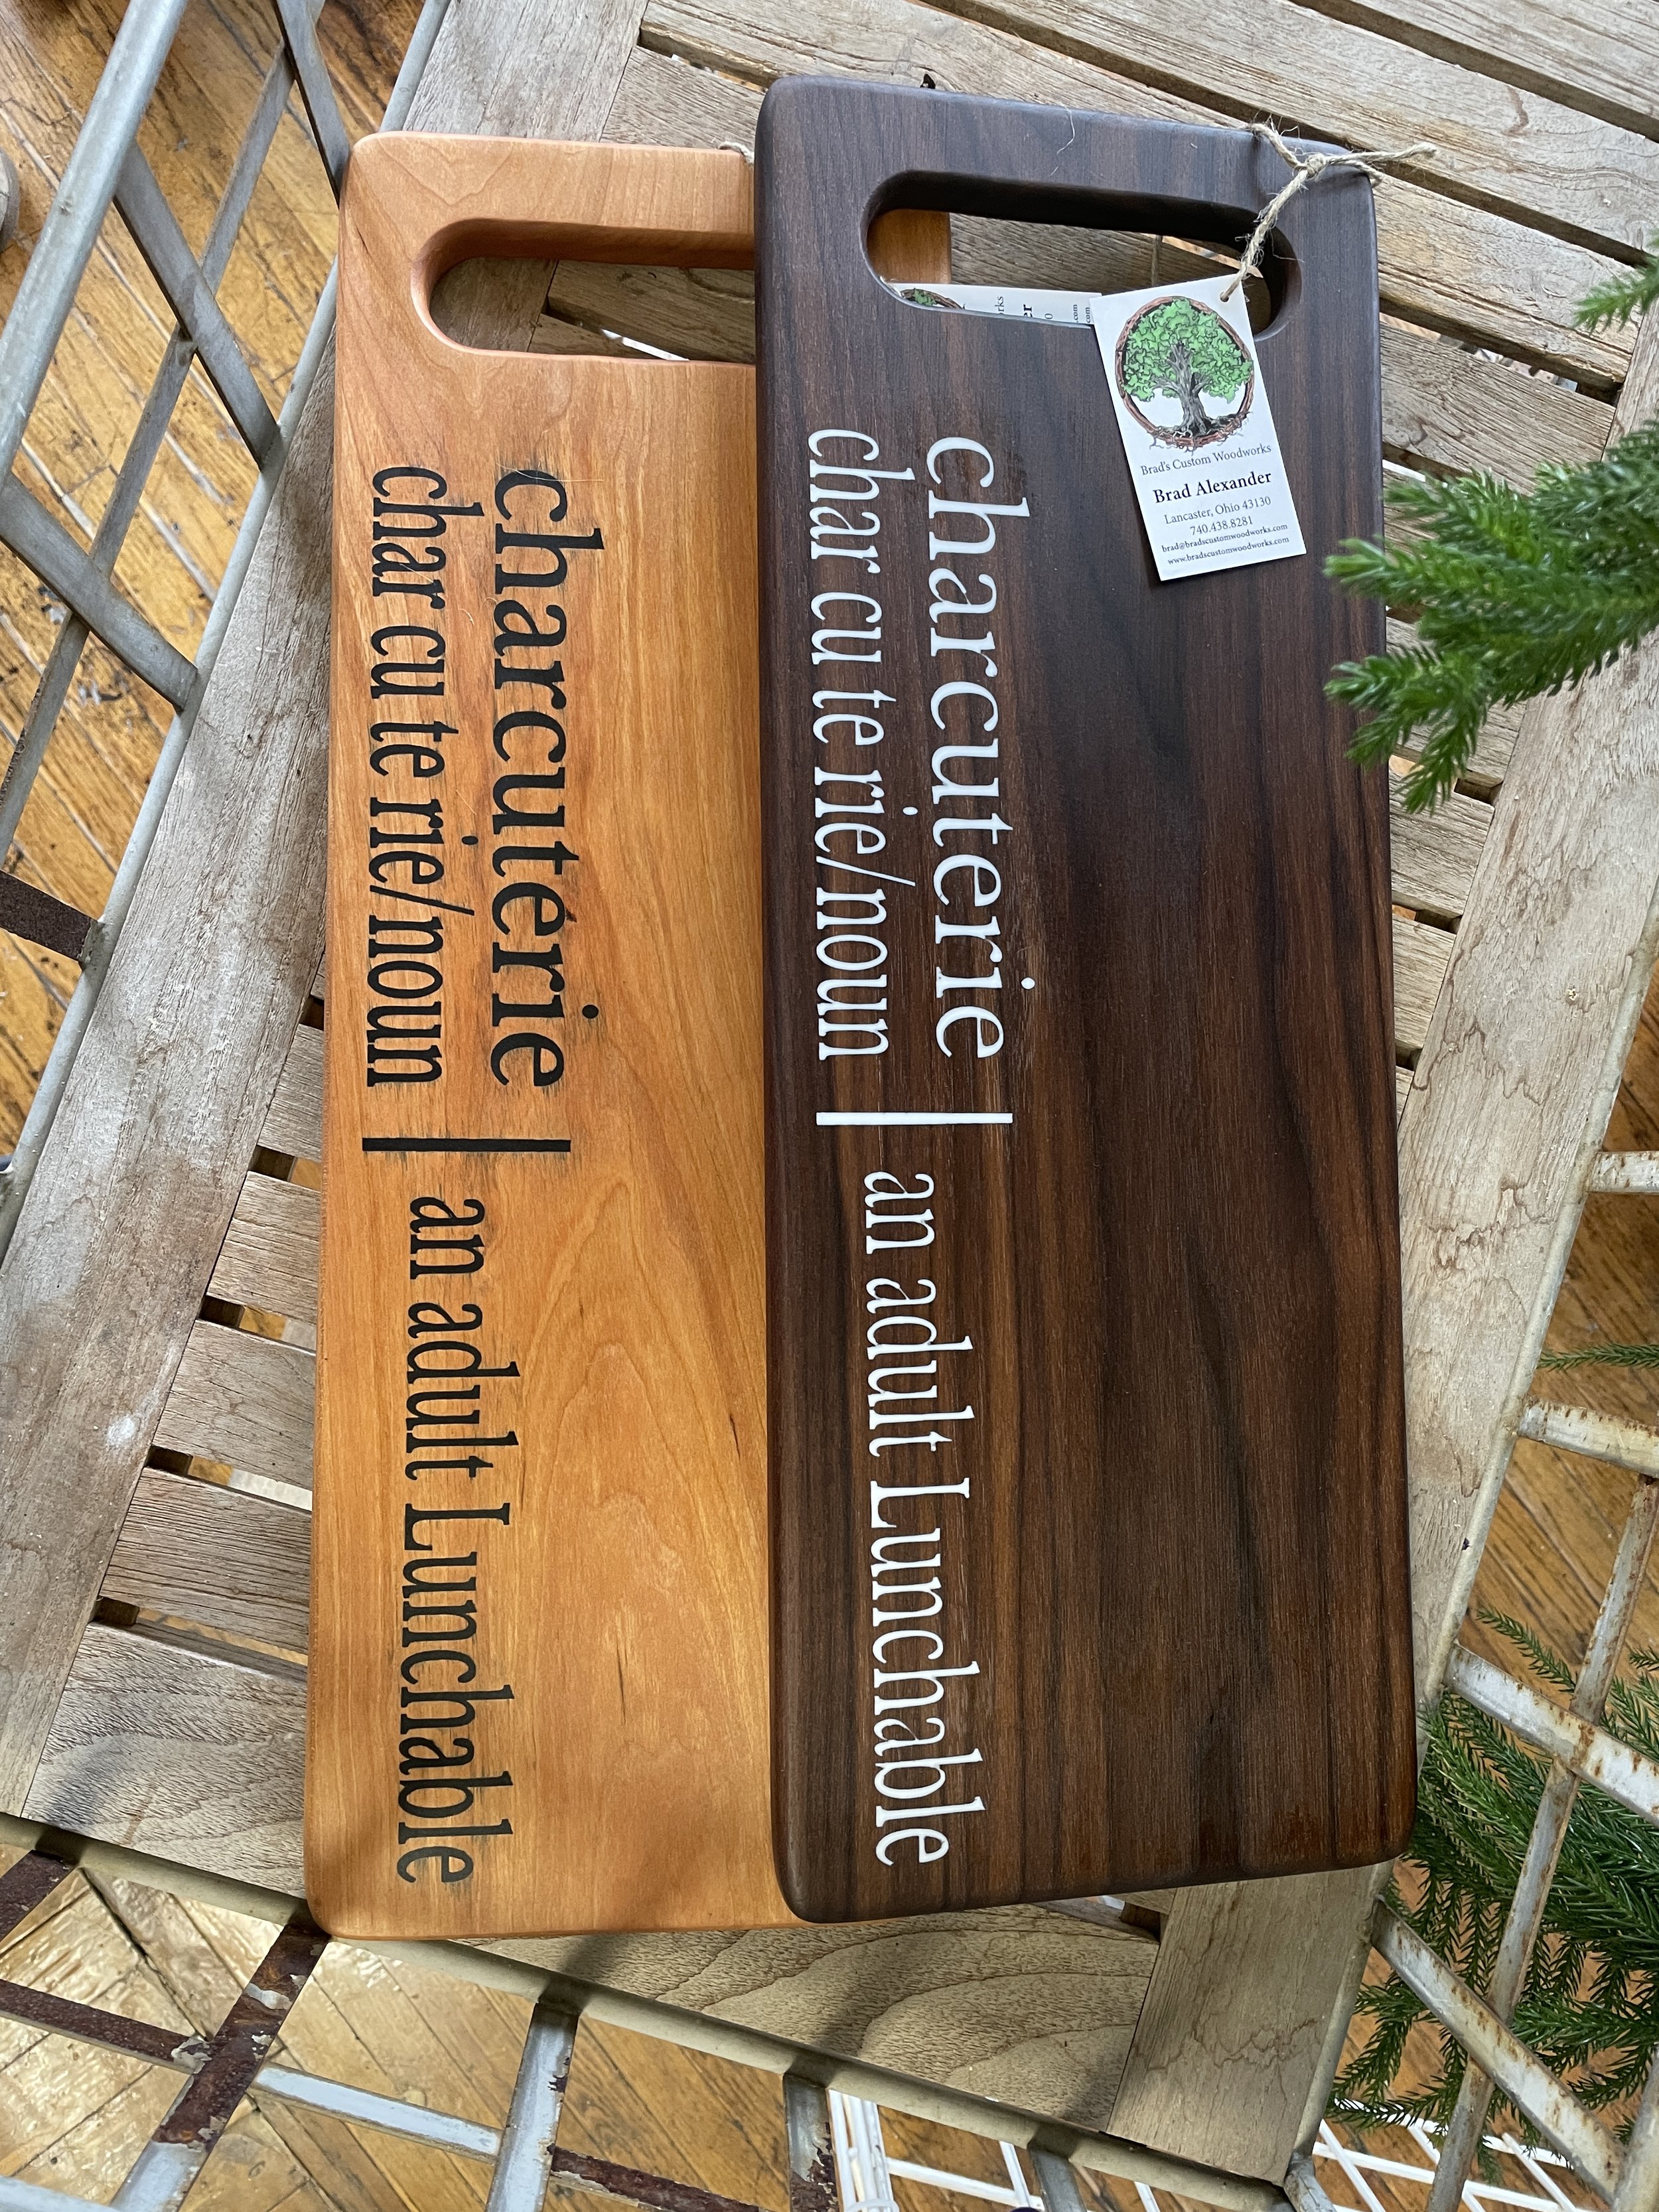 charcuterie
char cu te rie/noun
an adult Lunchable
charcuterie
char cu te rie/noun
an adult Lunchable
Brad's Custom Woodworks
Brad Alexander
Lancaster, Ohio 43130
740.438.8281
brad@bradscustomwoodworks.com
www.bradscustomwoodworks.com